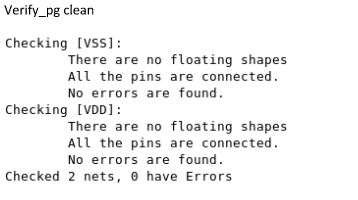 Verify_pg clean
Checking [VSS]:
There are no floating shapes
All the pins are connected.
No errors are found.
Checking [VDD]:
There are no floating shapes
All the pins are connected.
No errors are found.
Checked 2 nets, 0 have Errors